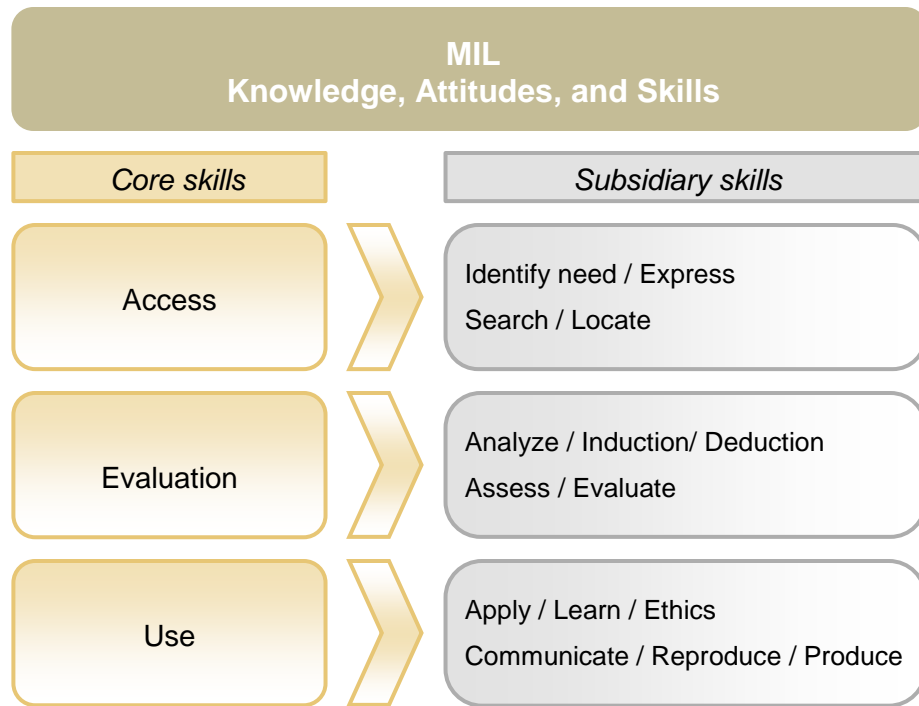 MIL
Knowledge, Attitudes, and Skills
Core skills
Subsidiary skills
Access
Identify need / Express
Search / Locate
Evaluation
Analyze / Induction/ Deduction
Assess / Evaluate
Use
Apply / Learn / Ethics
Communicate / Reproduce / Produce